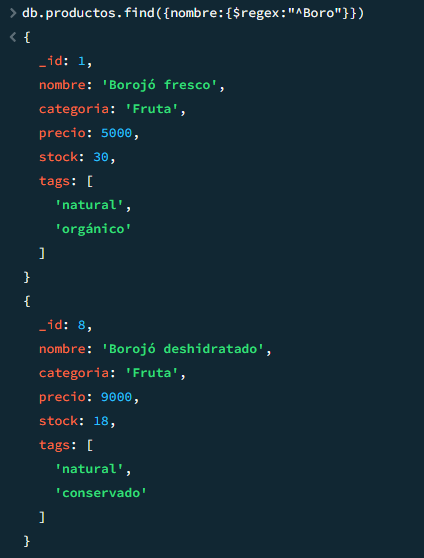 > db.productos.find({nombre:{$regex:"^Boro"}})
< {
_id: 1,
nombre: 'Borojó fresco',
categoria: 'Fruta',
precio: 5000,
stock: 30,
tags: [
'natural',
'orgánico'
]
}
{
_id: 8,
nombre: 'Borojó deshidratado',
categoria: 'Fruta',
precio: 9000,
stock: 18,
tags: [
'natural',
'conservado'
]
}